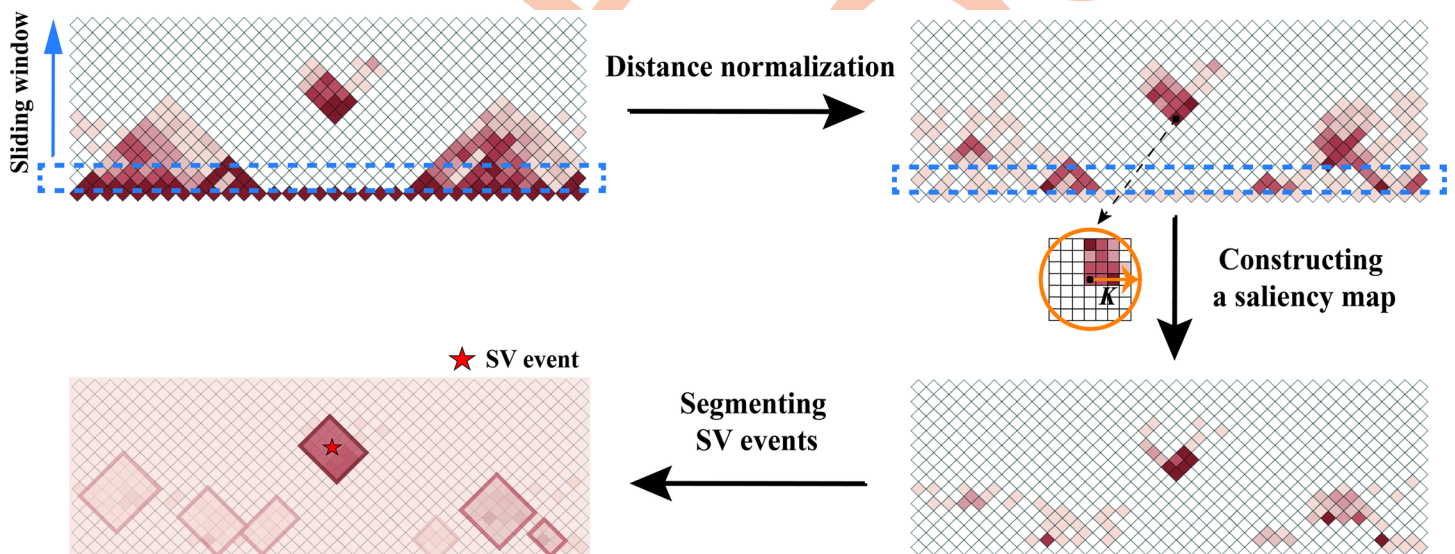 Sliding window
Distance normalization
K
Constructing
a saliency map
SV event
Segmenting
SV events